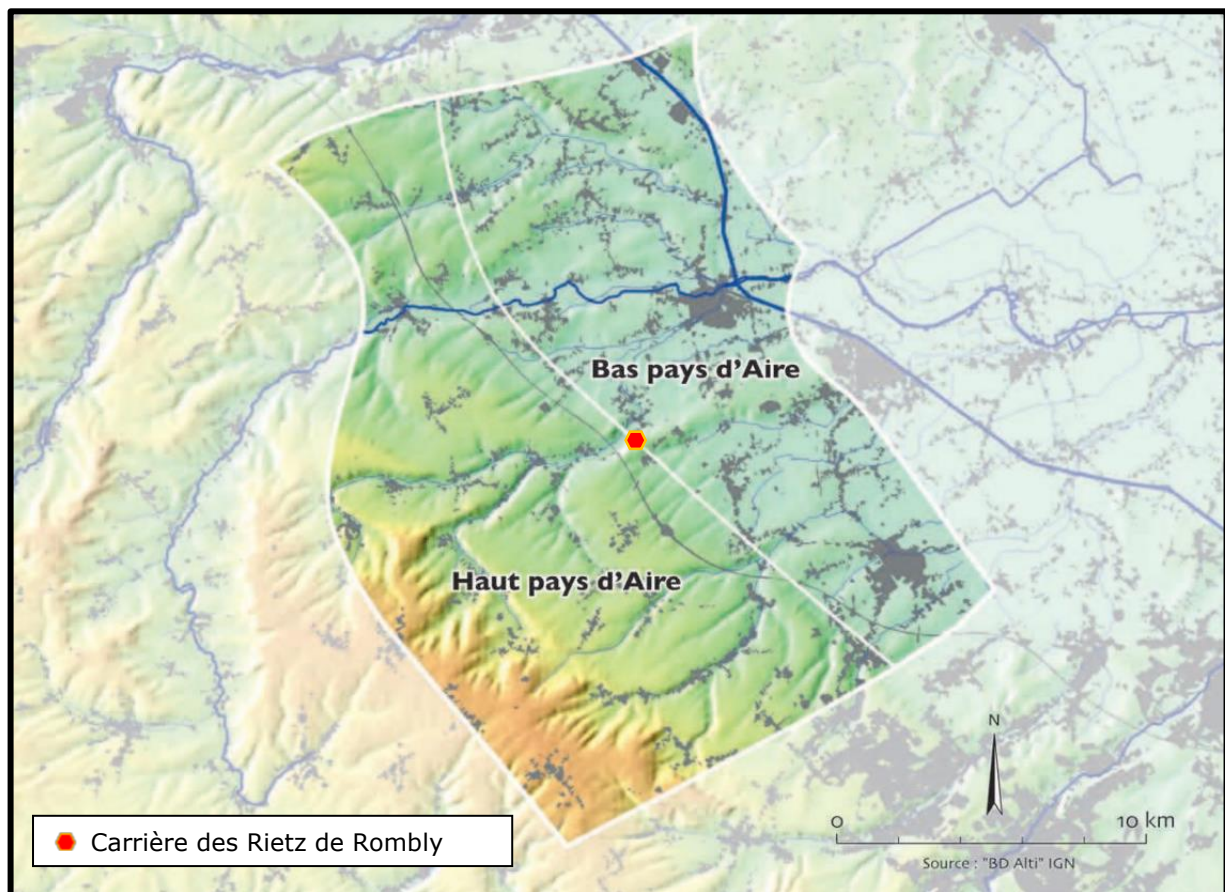 Bas pays d'Aire
Haut pays d'Aire
N
0 10 km
Source : "BD Alti" IGN
Carrière des Rietz de Rombly